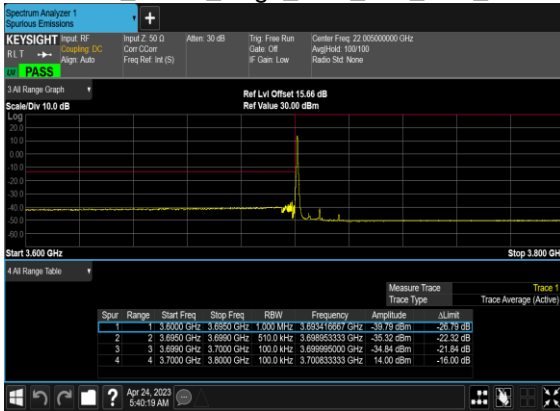 Spectrum Analyzer 1
Spurious Emissions
+
KEYSIGHT Input: RF Input Z: 50 Ω Atten: 30 dB Trig: Free Run Center Freq: 22.005000000 GHz
RLT Coupling: DC Corr CCorr Gate: Off Avg|Hold: 100/100
Align: Auto Freq Ref: Int (S) IF Gain: Low Radio Std: None
PASS
3 All Range Graph
Ref Lvl Offset 15.66 dB
Scale/Div 10.0 dB Ref Value 30.00 dBm
Log
20.0
10.0
0.00
-10.0
-20.0
-30.0
-40.0
-50.0
-60.0
Start 3.600 GHz Stop 3.800 GH
4 All Range Table
Measure Trace Trace 1
Trace Type Trace Average (Active)
Spur Range Start Freq Stop Freq RBW Frequency Amplitude ΔLimit
1 1 3.6000 GHz 3.6950 GHz 1.000 MHz 3.693416667 GHz -39.79 dBm -26.79 dB
2 2 3.6950 GHz 3.6990 GHz 510.0 kHz 3.698953333 GHz -35.32 dBm -22.32 dB
3 3 3.6990 GHz 3.7000 GHz 100.0 kHz 3.699995000 GHz -34.84 dBm -21.84 dB
4 4 3.7000 GHz 3.8000 GHz 100.0 kHz 3.700833333 GHz 14.00 dBm -16.00 dB
? Apr 24, 2023
5:40:19 AM